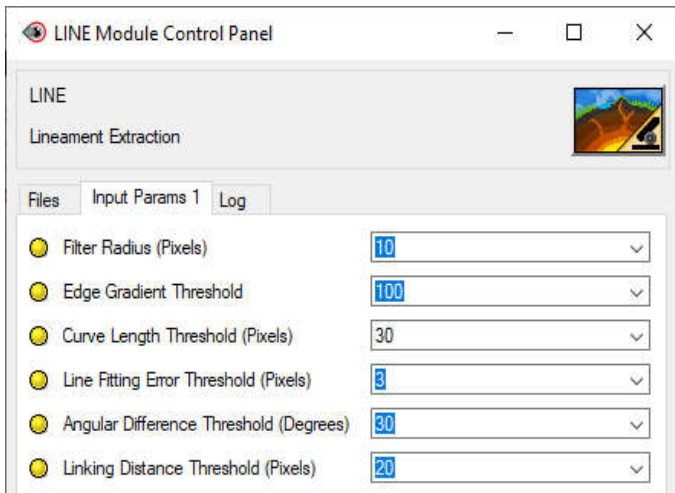 LINE Module Control Panel
LINE
Lineament Extraction
Files Input Params 1 Log
Filter Radius (Pixels) 10
Edge Gradient Threshold 100
Curve Length Threshold (Pixels) 30
Line Fitting Error Threshold (Pixels) 3
Angular Difference Threshold (Degrees) 30
Linking Distance Threshold (Pixels) 20